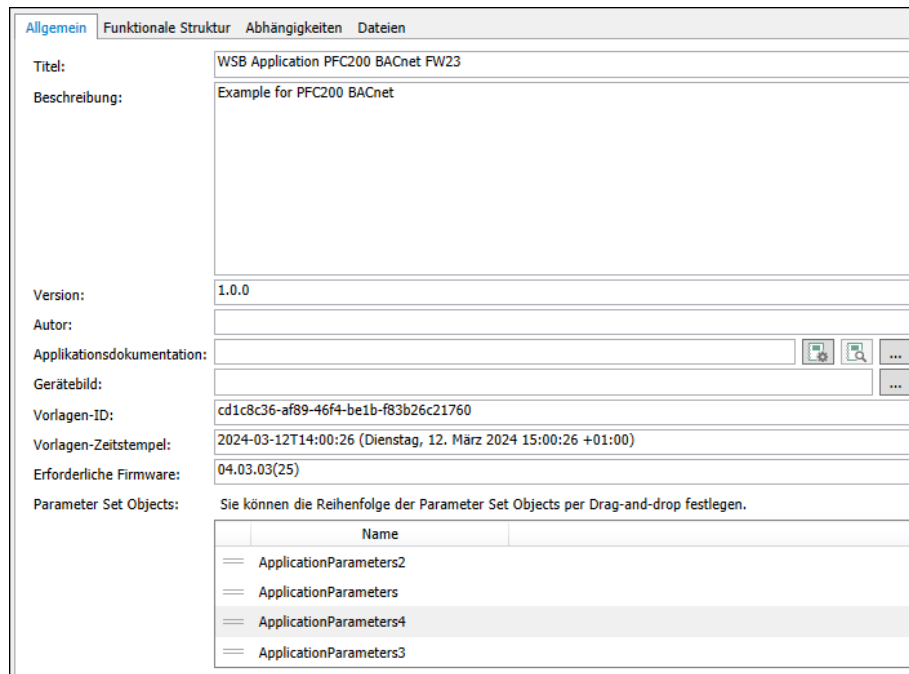 Allgemein Funktionale Struktur Abhängigkeiten Dateien
Titel: WSB Application PFC200 BACnet FW23
Beschreibung: Example for PFC200 BACnet
Version: 1.0.0
Autor:
Applikationsdokumentation: ...
Gerätebild: ...
Vorlagen-ID: cd1c8c36-af89-46f4-be1b-f83b26c21760
Vorlagen-Zeitstempel: 2024-03-12T14:00:26 (Dienstag, 12. März 2024 15:00:26 +01:00)
Erforderliche Firmware: 04.03.03(25)
Parameter Set Objects: Sie können die Reihenfolge der Parameter Set Objects per Drag-and-drop festlegen.
Name
ApplicationParameters2
ApplicationParameters
ApplicationParameters4
ApplicationParameters3